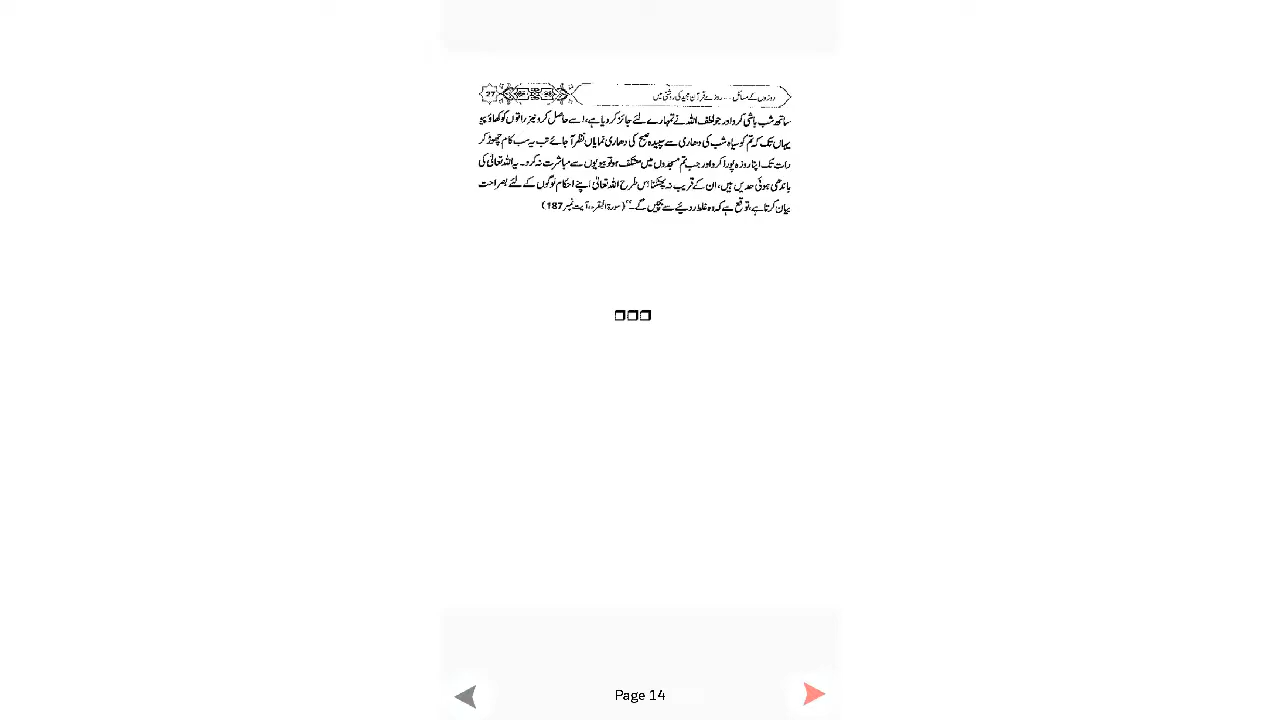 روزوں کے مسائل .... روزے قرآن مجید کی روشنی میں 27
ساتھ شب باشی کرو اور جو لطف اللہ نے تمہارے لئے جائز کر دیا ہے، اسے حاصل کرو نیز راتوں کو کھاؤ پیو
یہاں تک کہ تم کو سیاہ شب کی دھاری سے سپیدہ صبح کی دھاری نمایاں نظر آ جائے تب یہ سب کام چھوڑ کر
رات تک اپنا روزہ پورا کرو اور جب تم مسجدوں میں معتکف ہو تو بیویوں سے مباشرت نہ کرو۔ یہ اللہ تعالیٰ کی
باندھی ہوئی حدیں ہیں، ان کے قریب نہ پھٹکنا اس طرح اللہ تعالیٰ اپنے احکام لوگوں کے لئے بصراحت
بیان کرتا ہے، توقع ہے کہ وہ غلط رویئے سے بچیں گے۔‘‘ (سورۃ البقرہ، آیت نمبر 187)
Page 14